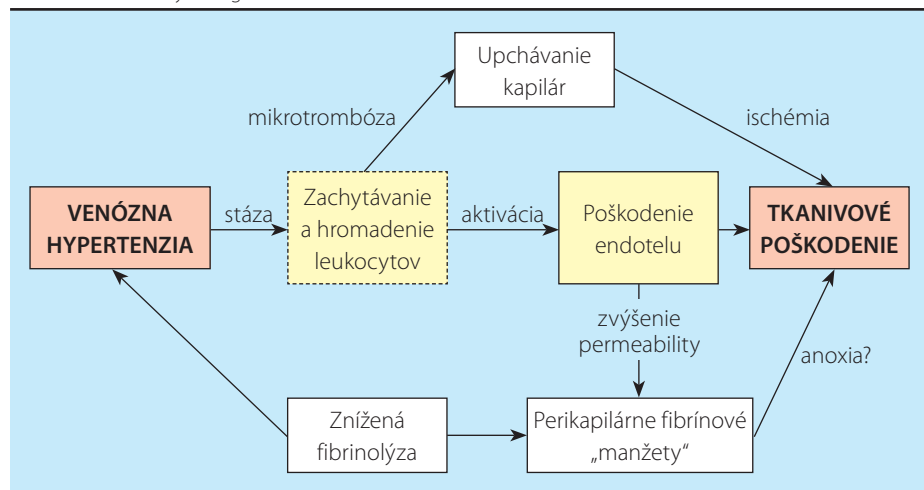 Upchávanie
kapilár
mikrotrombóza
ischémia
VENÓZNA
HYPERTENZIA
stáza
Zachytávanie
a hromadenie
leukocytov
aktivácia
Poškodenie
endotelu
TKANIVOVÉ
POŠKODENIE
zvýšenie
permeability
anoxia?
Znížená
fibrinolýza
Perikapilárne fibrínové
„manžety“